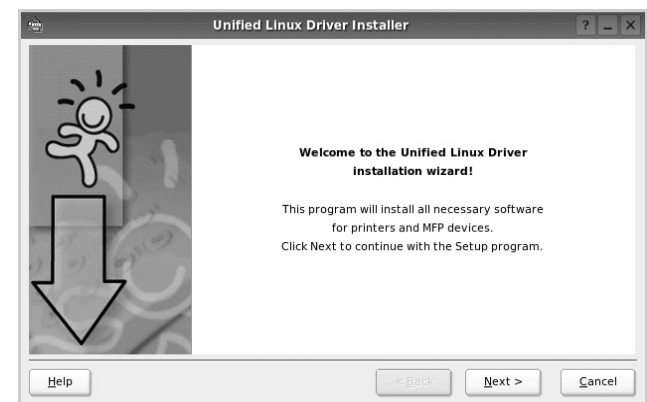 Unified Linux Driver Installer
Welcome to the Unified Linux Driver
installation wizard!
This program will install all necessary software
for printers and MFP devices.
Click Next to continue with the Setup program.
Help
< Back
Next >
Cancel